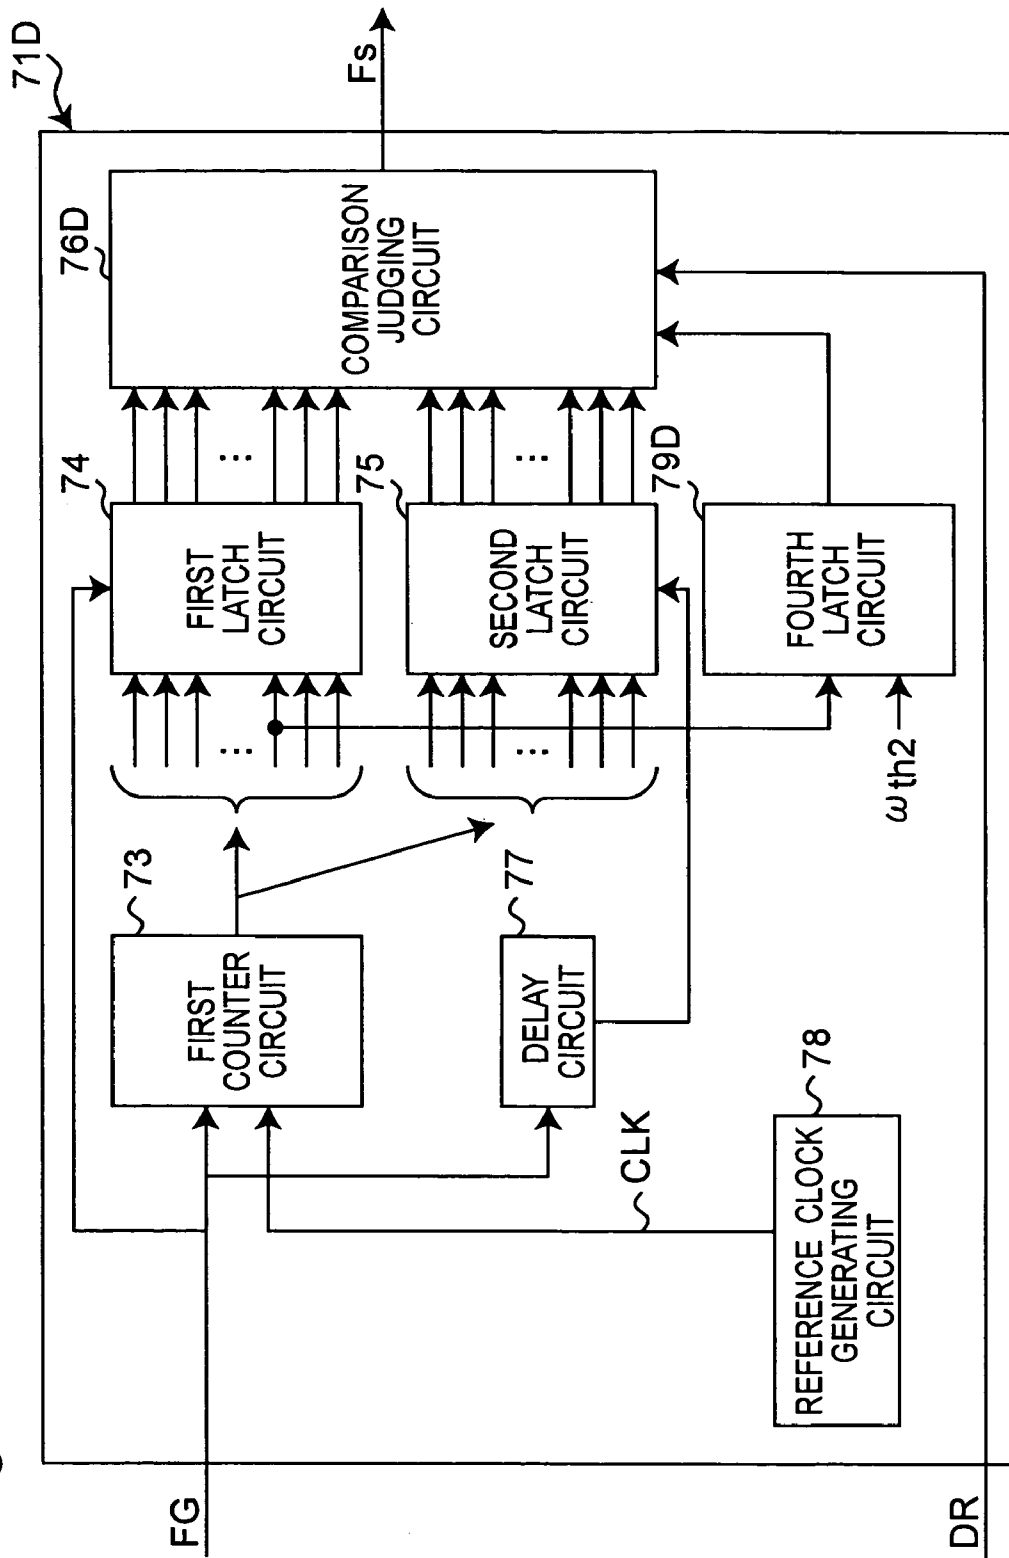 71D
FG
FIRST
COUNTER
CIRCUIT
73
74
FIRST
LATCH
CIRCUIT
76D
COMPARISON
JUDGING
CIRCUIT
Fs
DELAY
CIRCUIT
77
75
SECOND
LATCH
CIRCUIT
CLK
REFERENCE CLOCK
GENERATING
CIRCUIT
78
ωth2
79D
FOURTH
LATCH
CIRCUIT
DR